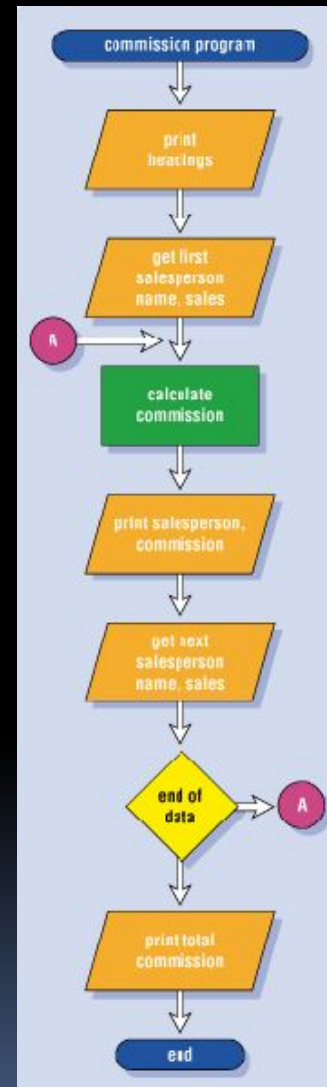 commission program
print
headings
get first
salesperson
name, sales
A
calculate
commission
print salesperson,
commission
get next
salesperson
name, sales
end of
data
A
print total
commission
end